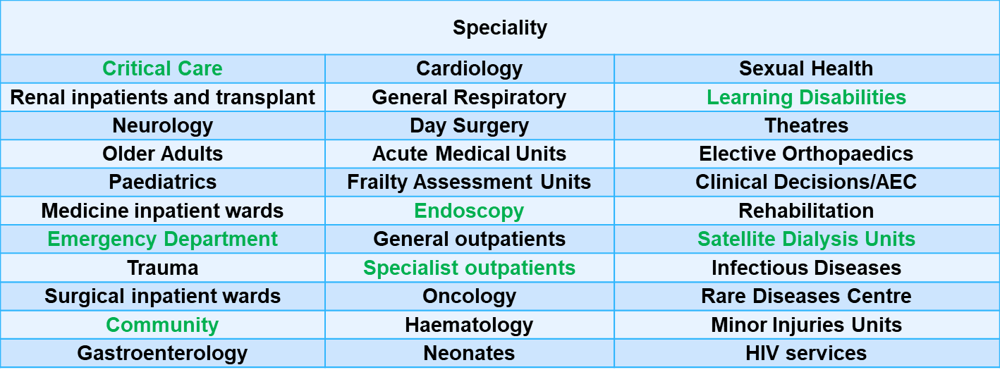 Speciality
Critical Care Cardiology Sexual Health
Renal inpatients and transplant General Respiratory Learning Disabilities
Neurology Day Surgery Theatres
Older Adults Acute Medical Units Elective Orthopaedics
Paediatrics Frailty Assessment Units Clinical Decisions/AEC
Medicine inpatient wards Endoscopy Rehabilitation
Emergency Department General outpatients Satellite Dialysis Units
Trauma Specialist outpatients Infectious Diseases
Surgical inpatient wards Oncology Rare Diseases Centre
Community Haematology Minor Injuries Units
Gastroenterology Neonates HIV services